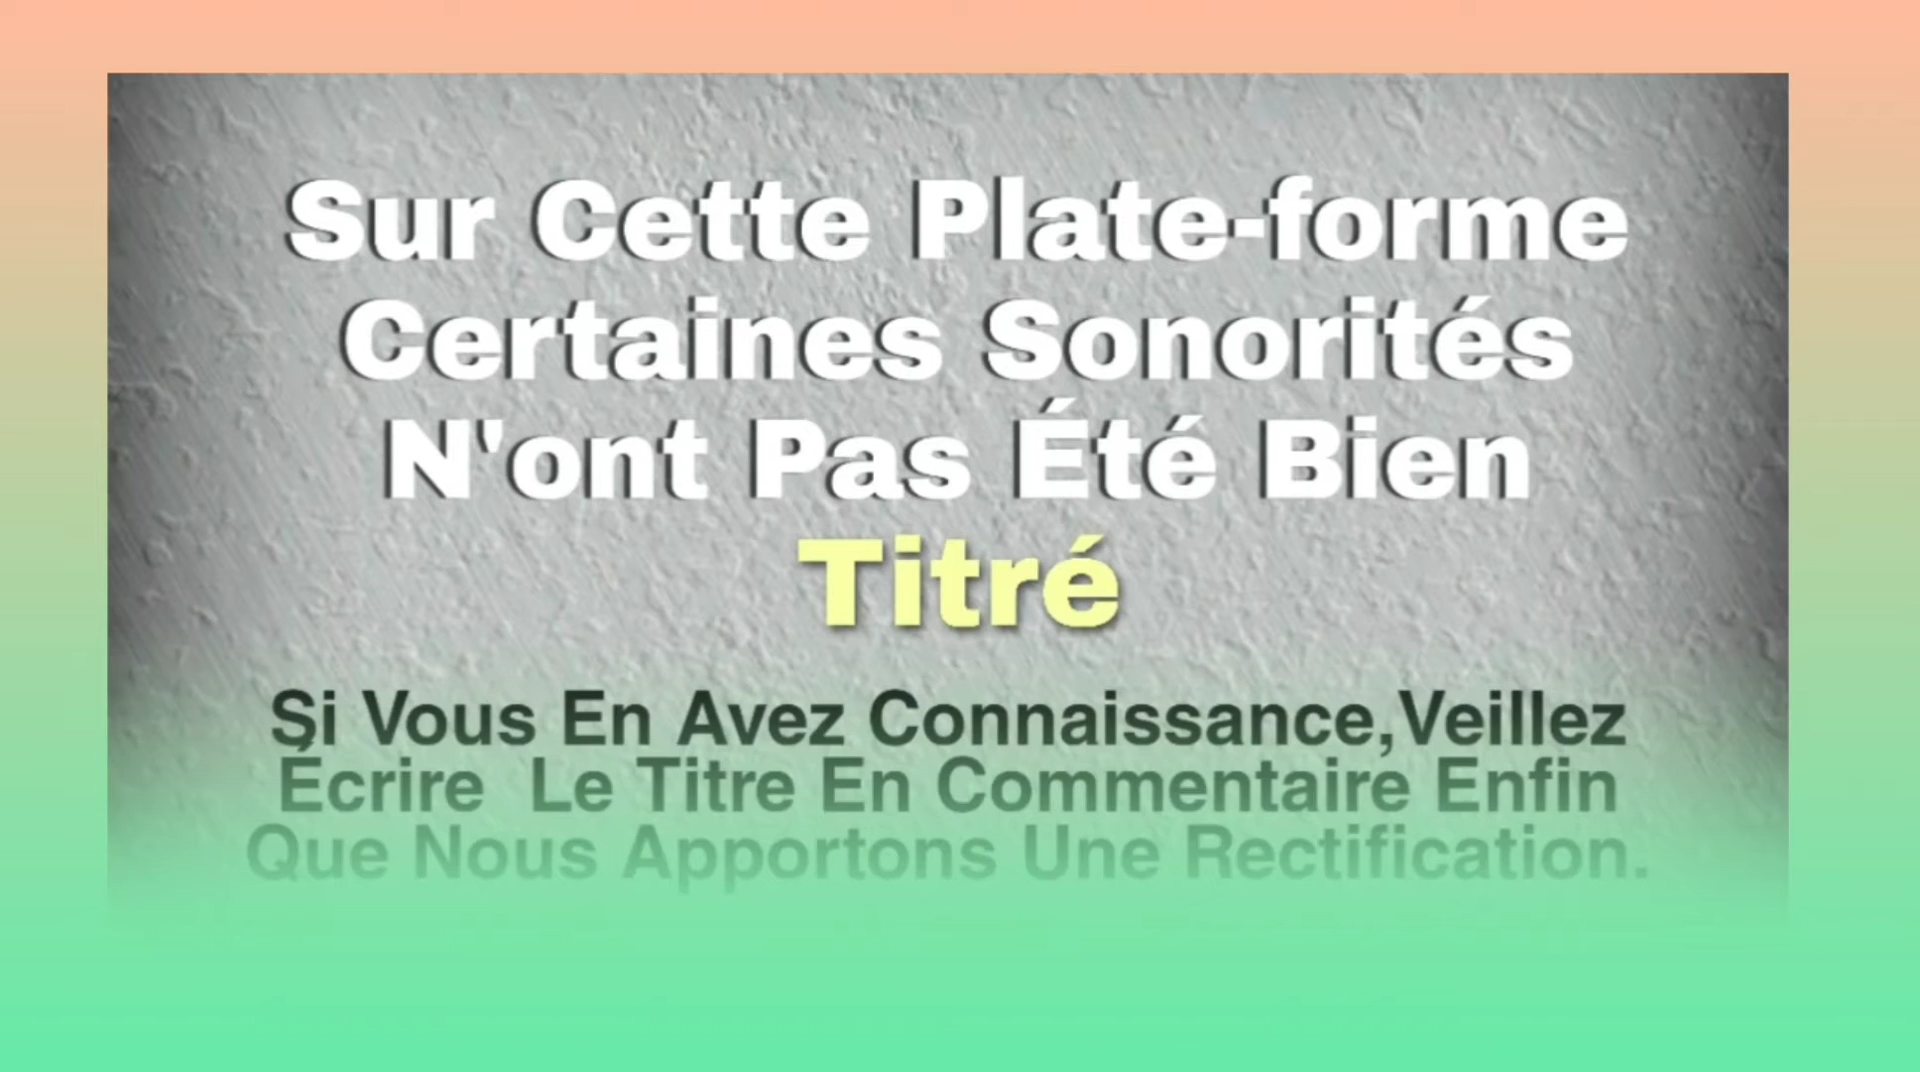 Sur Cette Plate-forme
Certaines Sonorités
N'ont Pas Été Bien
Titré
Si Vous En Avez Connaissance,Veillez
Écrire  Le Titre En Commentaire Enfin
Que Nous Apportons Une Rectification.